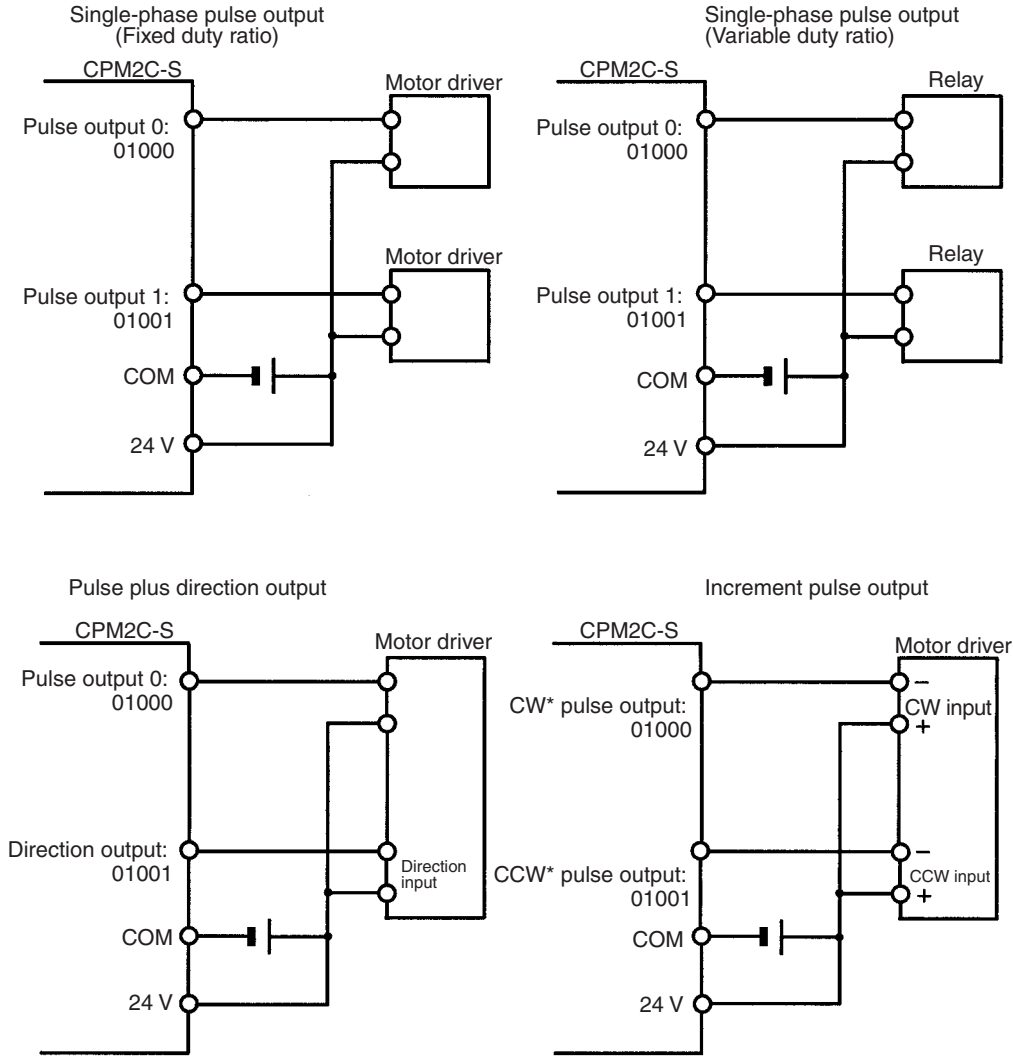 Single-phase pulse output
(Fixed duty ratio)
CPM2C-S
Motor driver
Pulse output 0:
01000
Motor driver
Pulse output 1:
01001
COM
24 V
Single-phase pulse output
(Variable duty ratio)
CPM2C-S
Relay
Pulse output 0:
01000
Relay
Pulse output 1:
01001
COM
24 V
Pulse plus direction output
CPM2C-S
Motor driver
Pulse output 0:
01000
Direction output:
01001
Direction
input
COM
24 V
Increment pulse output
CPM2C-S
Motor driver
−
CW* pulse output:
01000
CW input
+
−
CCW* pulse output:
01001
CCW input
+
COM
24 V